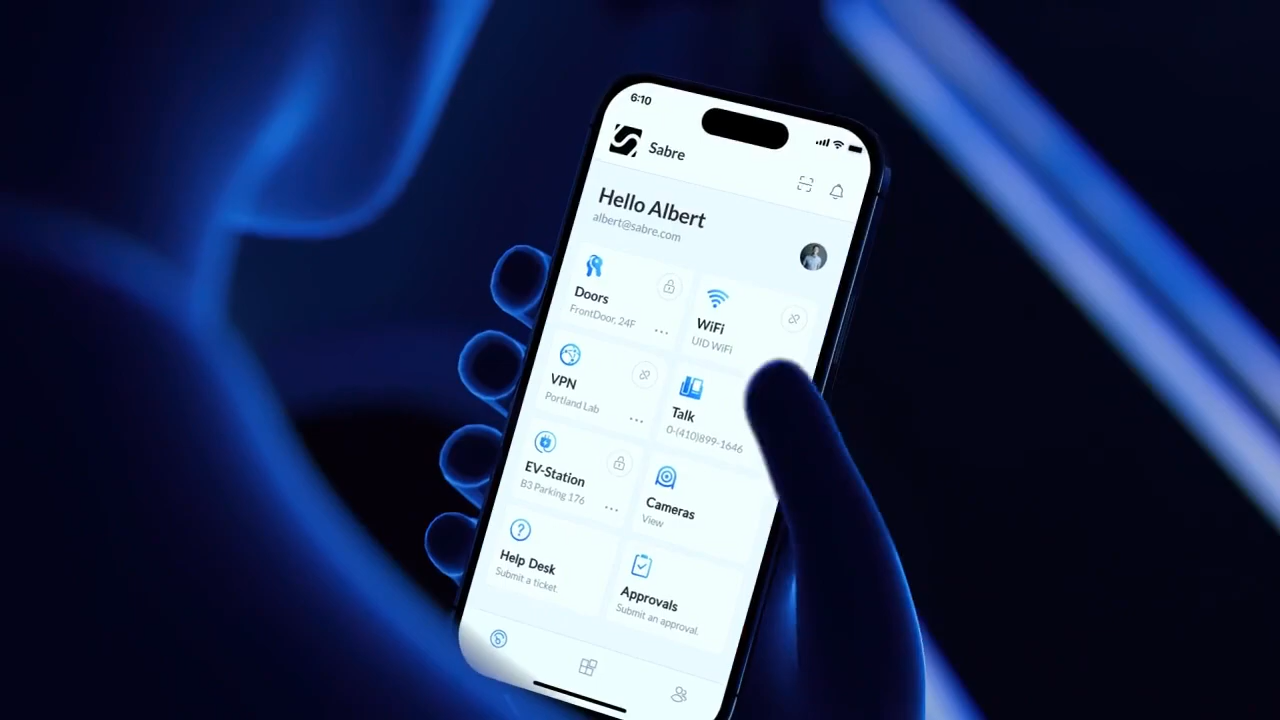 6:10
Sabre
Hello Albert
albert@sabre.com
Doors
FrontDoor, 24F
WiFi
UID WiFi
VPN
Portland Lab
Talk
0-(410)899-1646
EV-Station
B3 Parking 176
Cameras
View
Help Desk
Submit a ticket.
Approvals
Submit an approval.